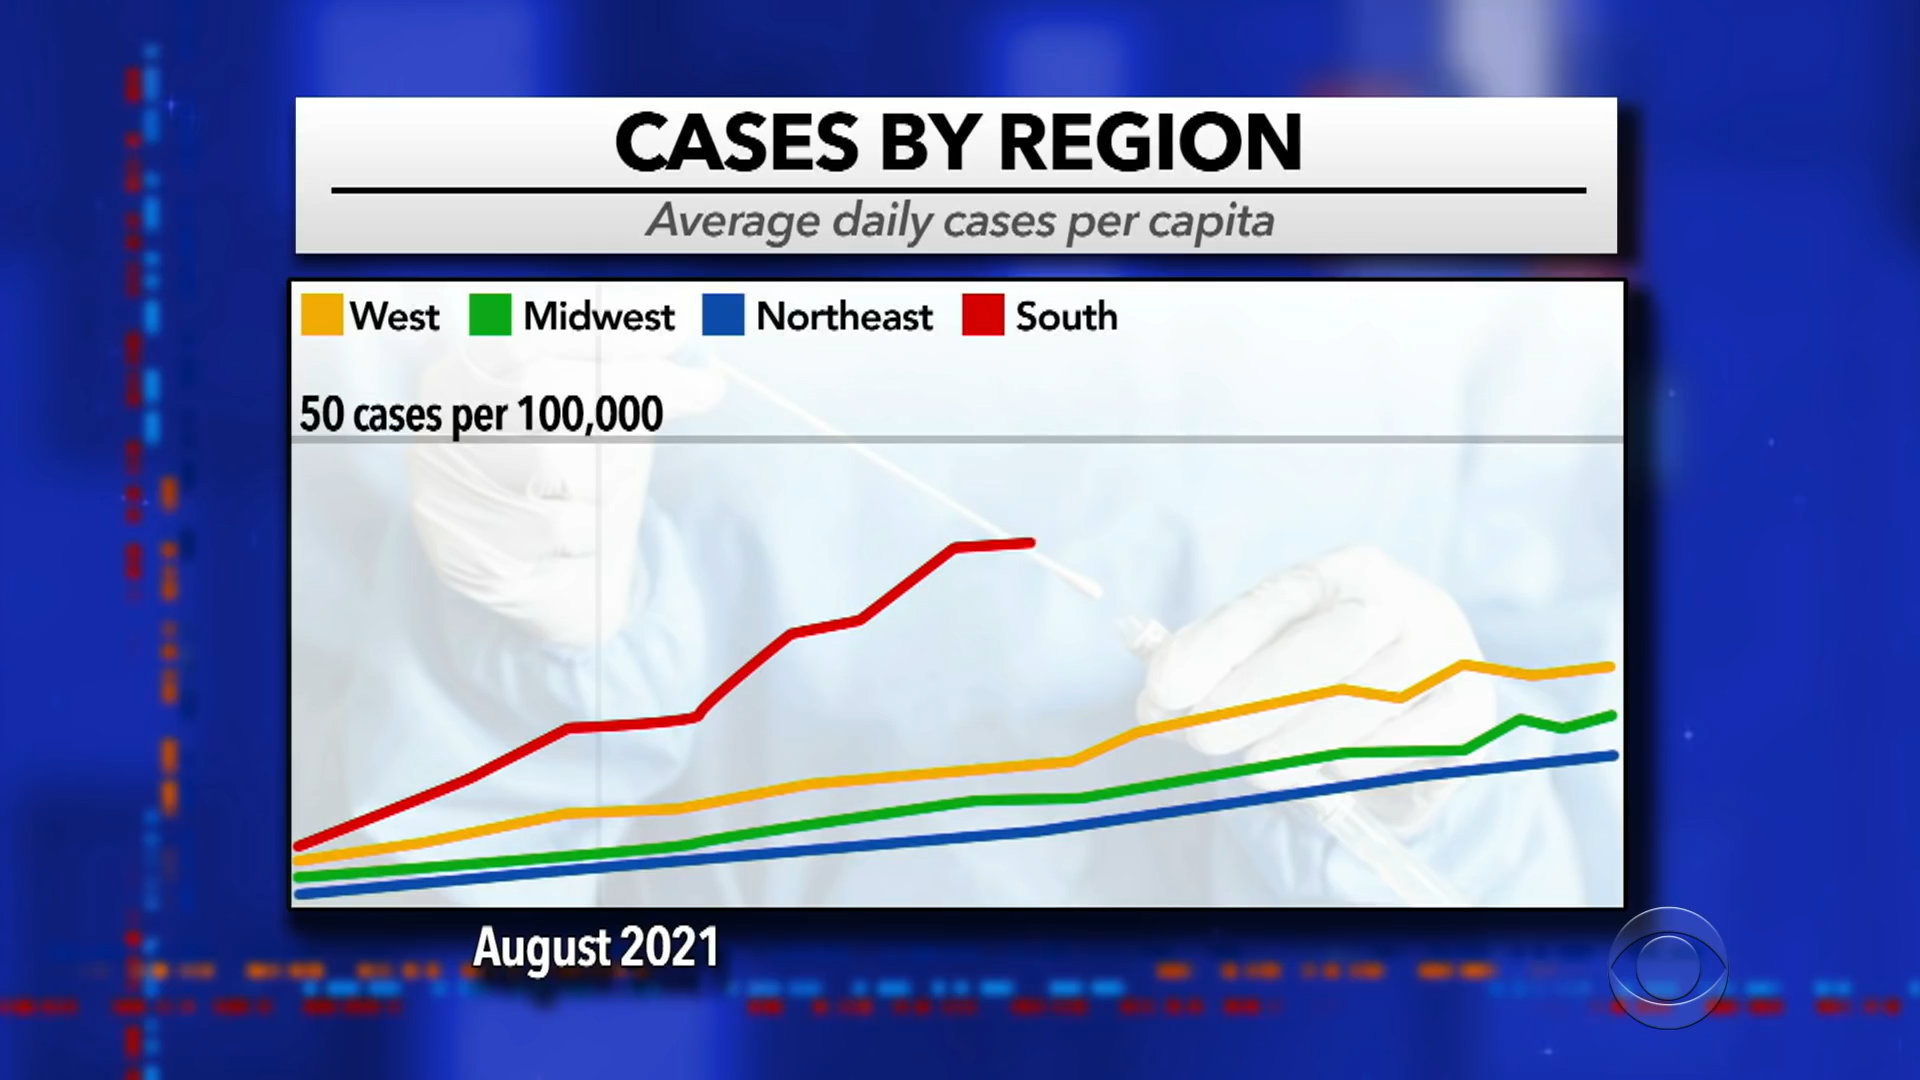 CASES BY REGION
Average daily cases per capita
West Midwest Northeast South
50 cases per 100,000
August 2021